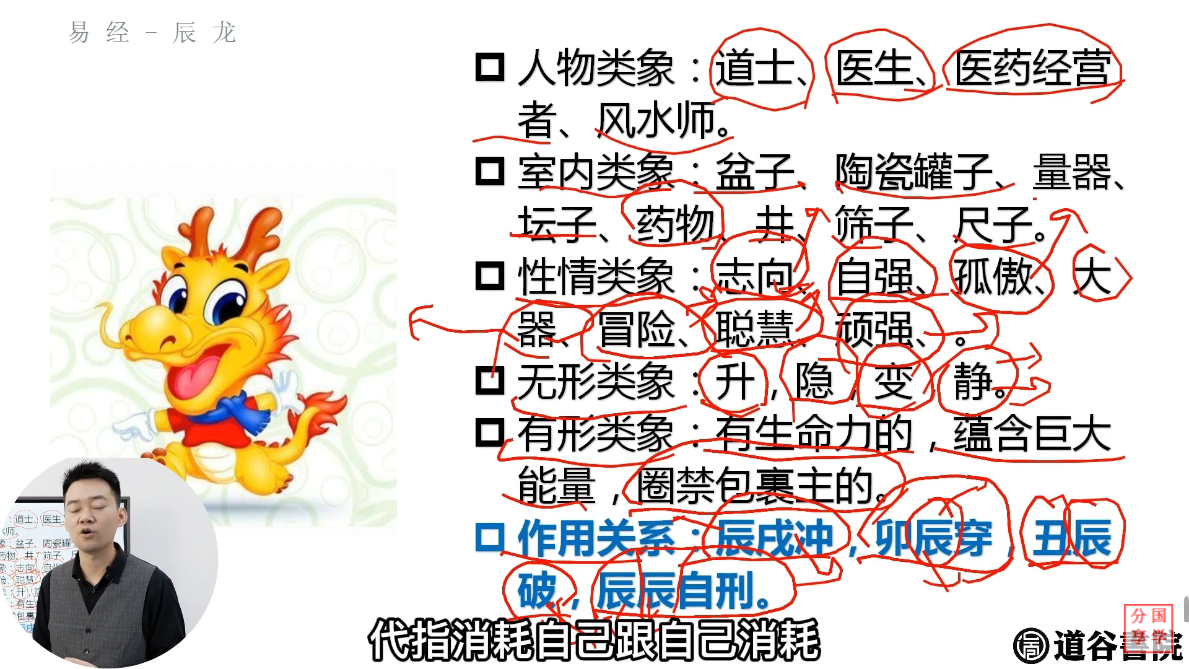 易经－辰龙
人物类象：道士、医生、医药经营
者、风水师。
室内类象：盆子、陶瓷罐子、量器、
坛子、药物、井、筛子、尺子。
性情类象：志向、自强、孤傲、大
器、冒险、聪慧、顽强、。
无形类象：升，隐，变，静。
有形类象：有生命力的，蕴含巨大
能量，圈禁包裹主的。
作用关系：辰戌冲，卯辰穿，丑辰
破，辰辰自刑。
代指消耗自己跟自己消耗
国学
分享
道谷書院